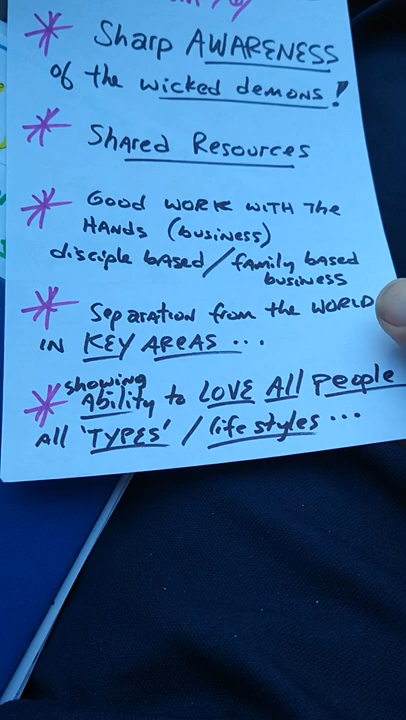 * Sharp AWARENESS
of the wicked demons!
* Shared Resources
* Good WORK WITH The
HANDS (business)
disciple based/family based
business
* Separation from the WORLD
IN KEY AREAS ...
* showing
Ability to LOVE All People
all 'TYPES' / life styles ...